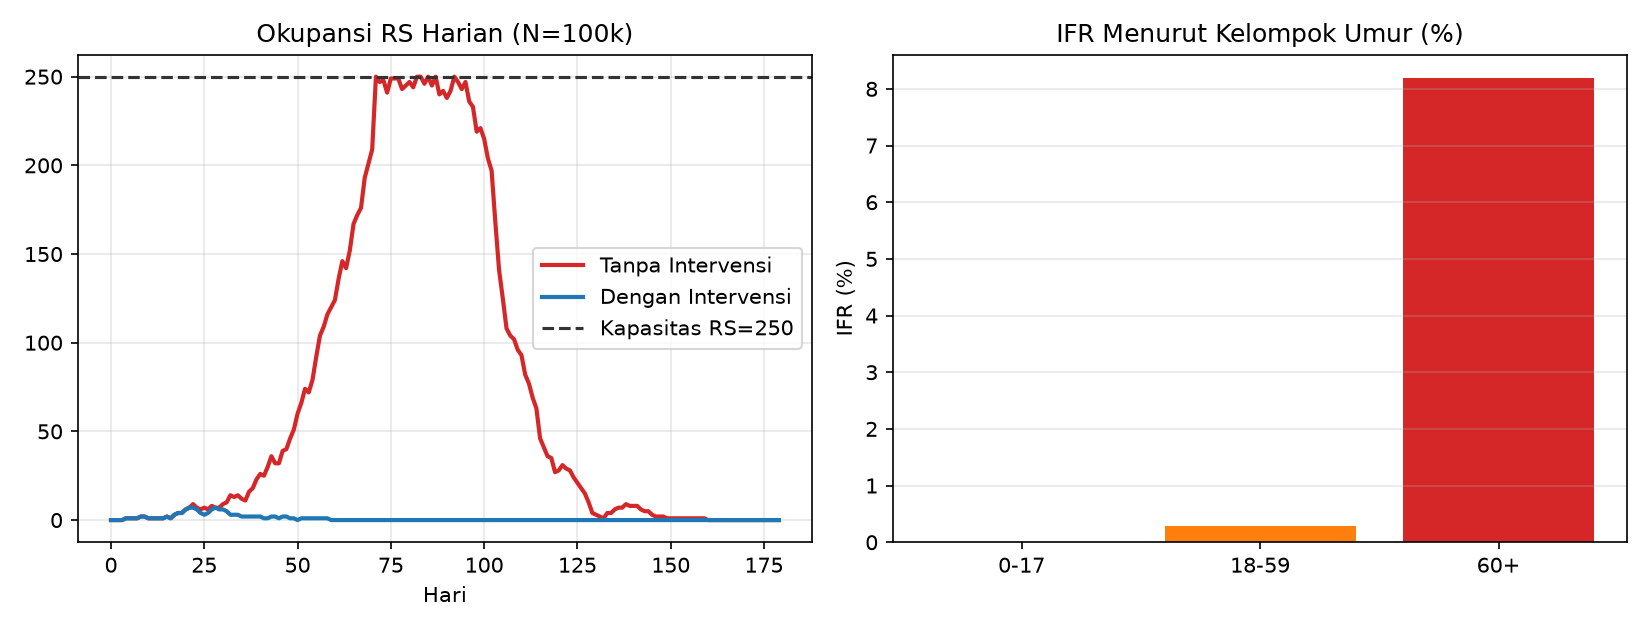 Okupansi RS Harian (N=100k)
250
200
150
100
50
0
0 25 50 75 100 125 150 175
Hari
Tanpa Intervensi
Dengan Intervensi
Kapasitas RS=250
IFR Menurut Kelompok Umur (%)
IFR (%)
8
7
6
5
4
3
2
1
0
0-17 18-59 60+